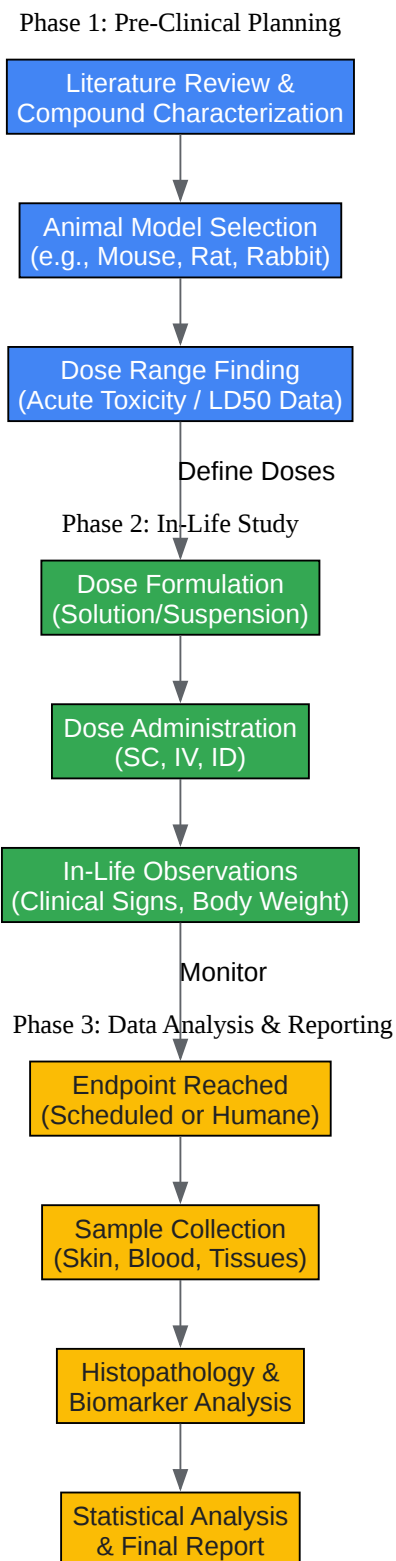 Phase 1: Pre-Clinical Planning
Literature Review &
Compound Characterization
Animal Model Selection
(e.g., Mouse, Rat, Rabbit)
Dose Range Finding
(Acute Toxicity / LD50 Data)
Define Doses
Phase 2: In-Life Study
Dose Formulation
(Solution/Suspension)
Dose Administration
(SC, IV, ID)
In-Life Observations
(Clinical Signs, Body Weight)
Monitor
Phase 3: Data Analysis & Reporting
Endpoint Reached
(Scheduled or Humane)
Sample Collection
(Skin, Blood, Tissues)
Histopathology &
Biomarker Analysis
Statistical Analysis
& Final Report